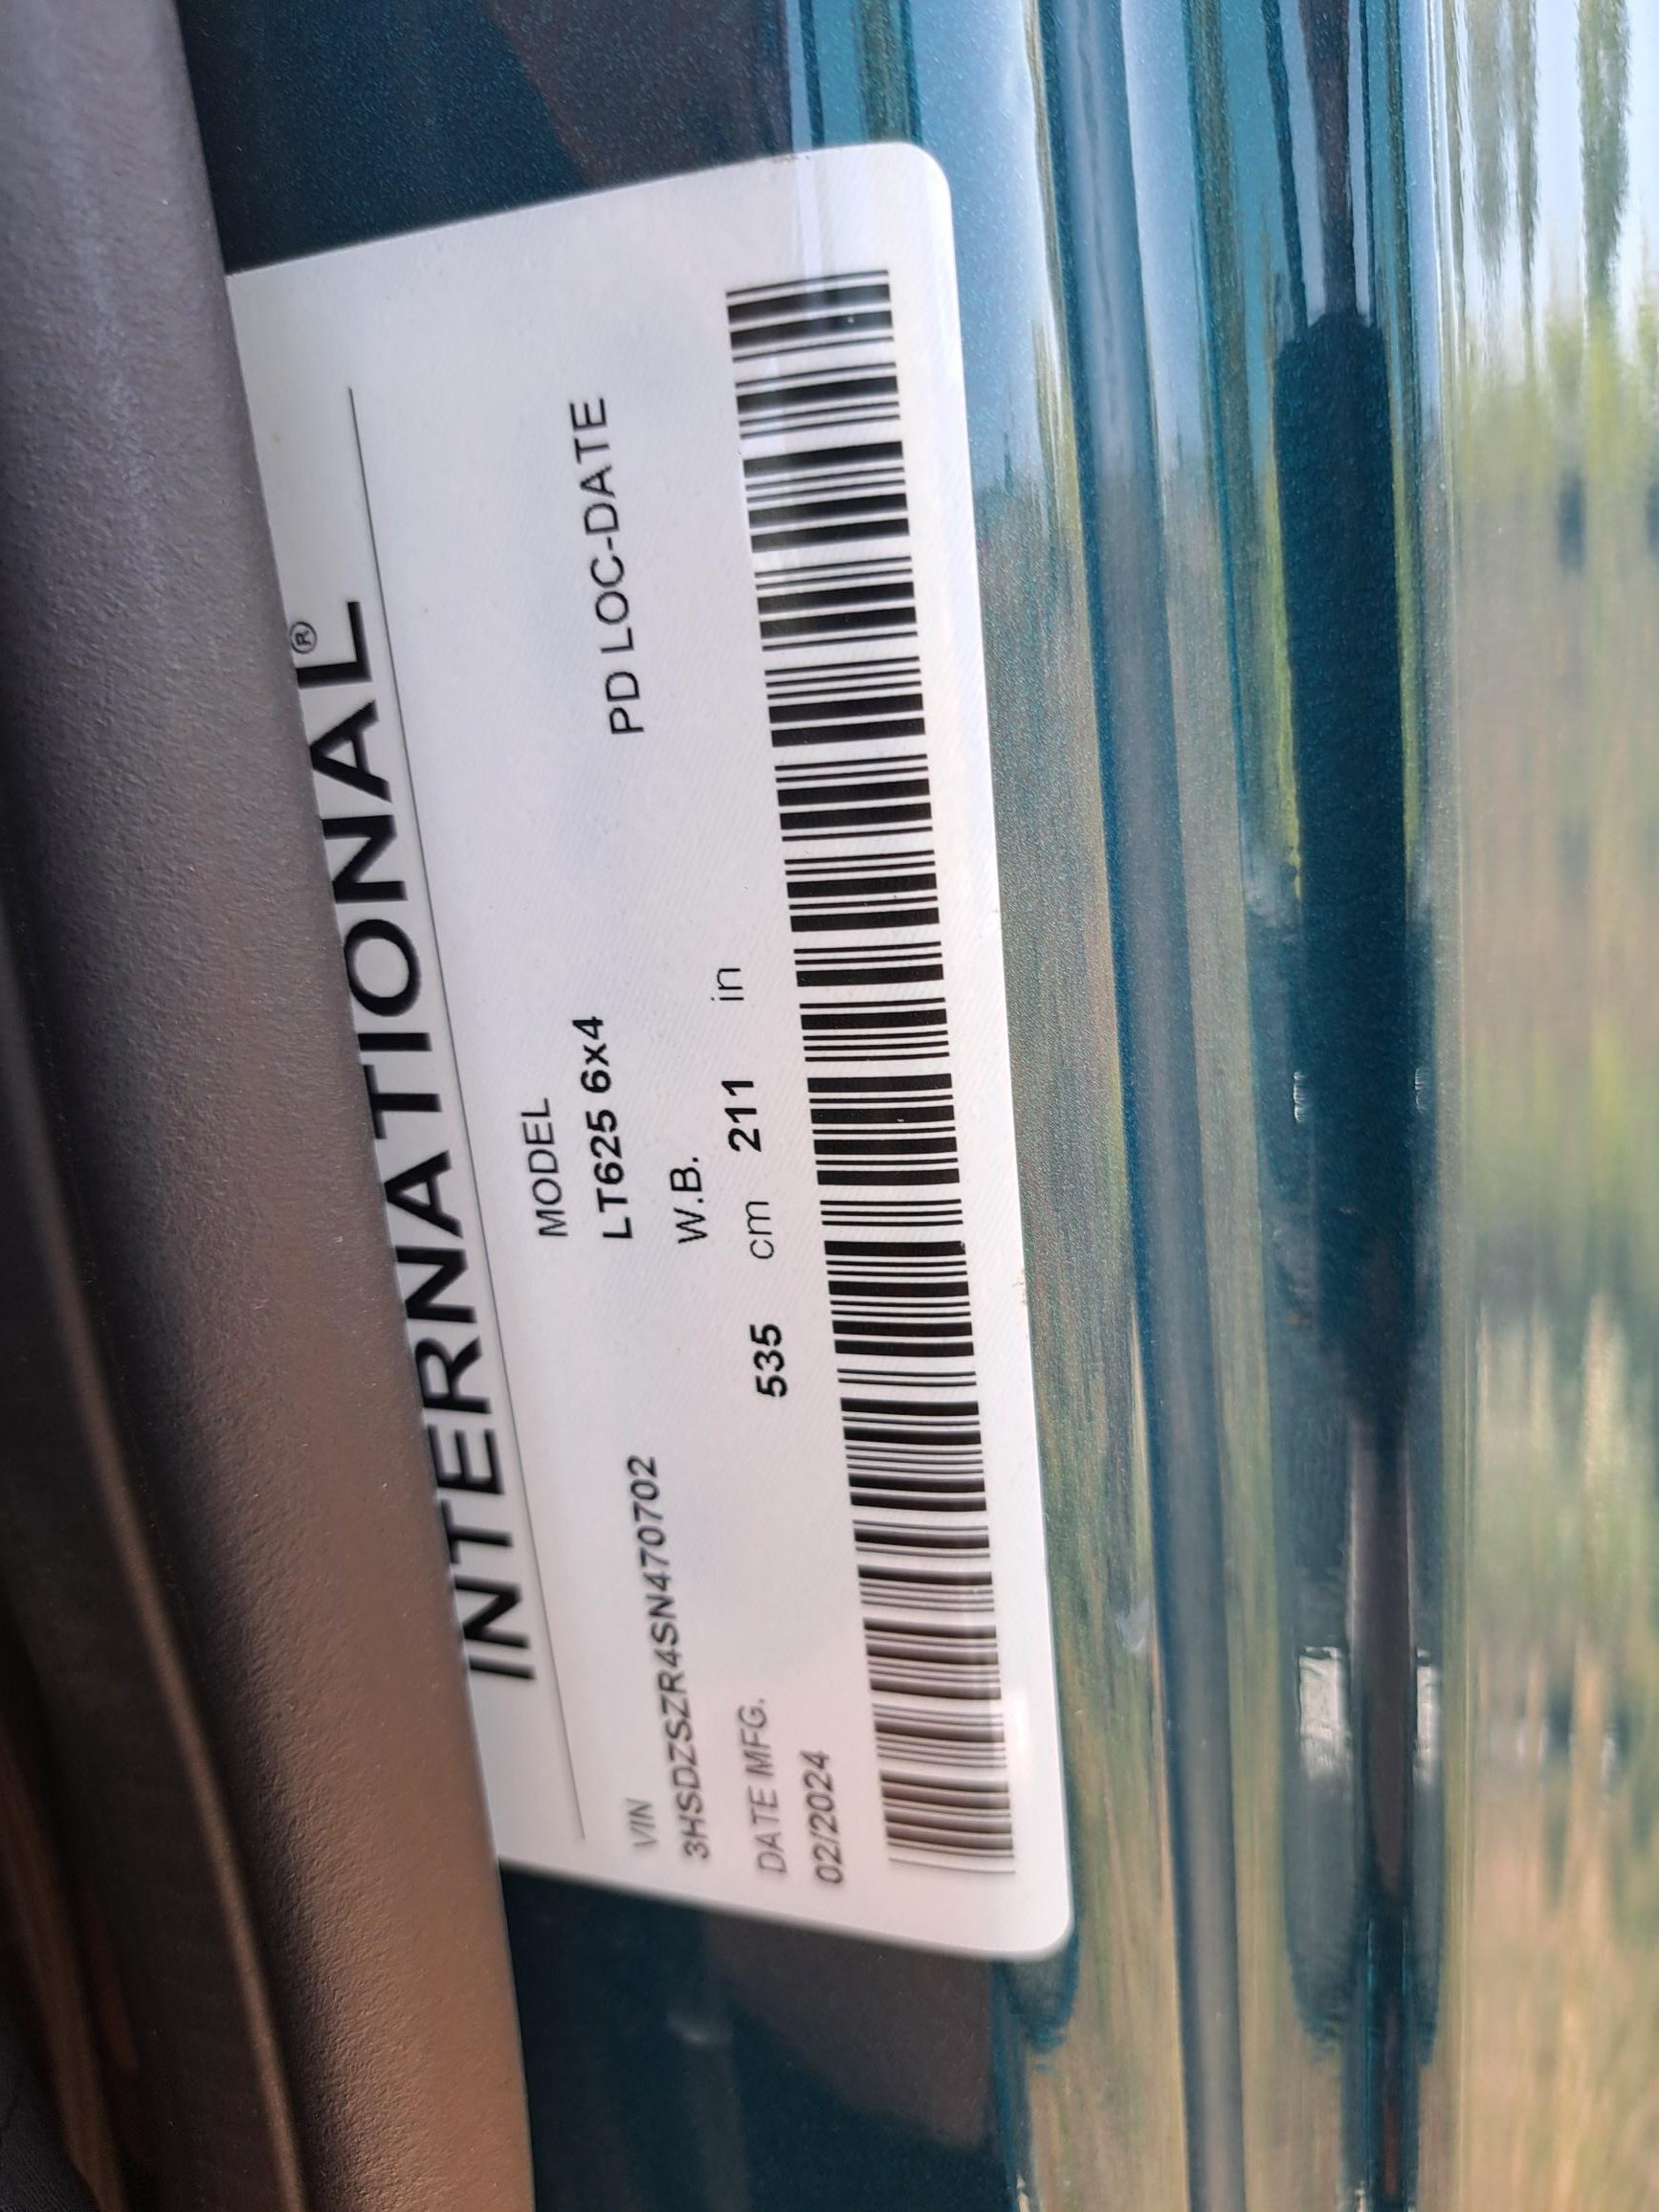 INTERNATIONAL®
MODEL
VIN
LT625 6x4
PD LOC-DATE
3HSDZSZR4SN470702
W.B.
DATE MFG.
535 cm 211 in
02/2024